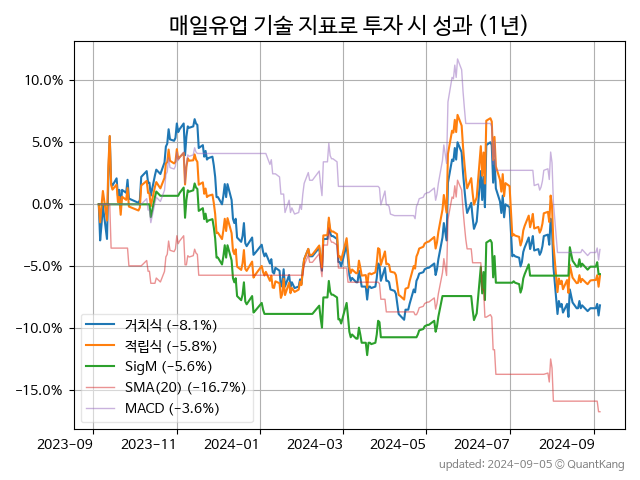 매일유업 기술 지표로 투자 시 성과 (1년)
10.0%
5.0%
0.0%
−5.0%
−10.0%
−15.0%
거치식 (−8.1%)
적립식 (−5.8%)
SigM (−5.6%)
SMA(20) (−16.7%)
MACD (−3.6%)
2023-09 2023-11 2024-01 2024-03 2024-05 2024-07 2024-09
updated: 2024-09-05 © QuantKang